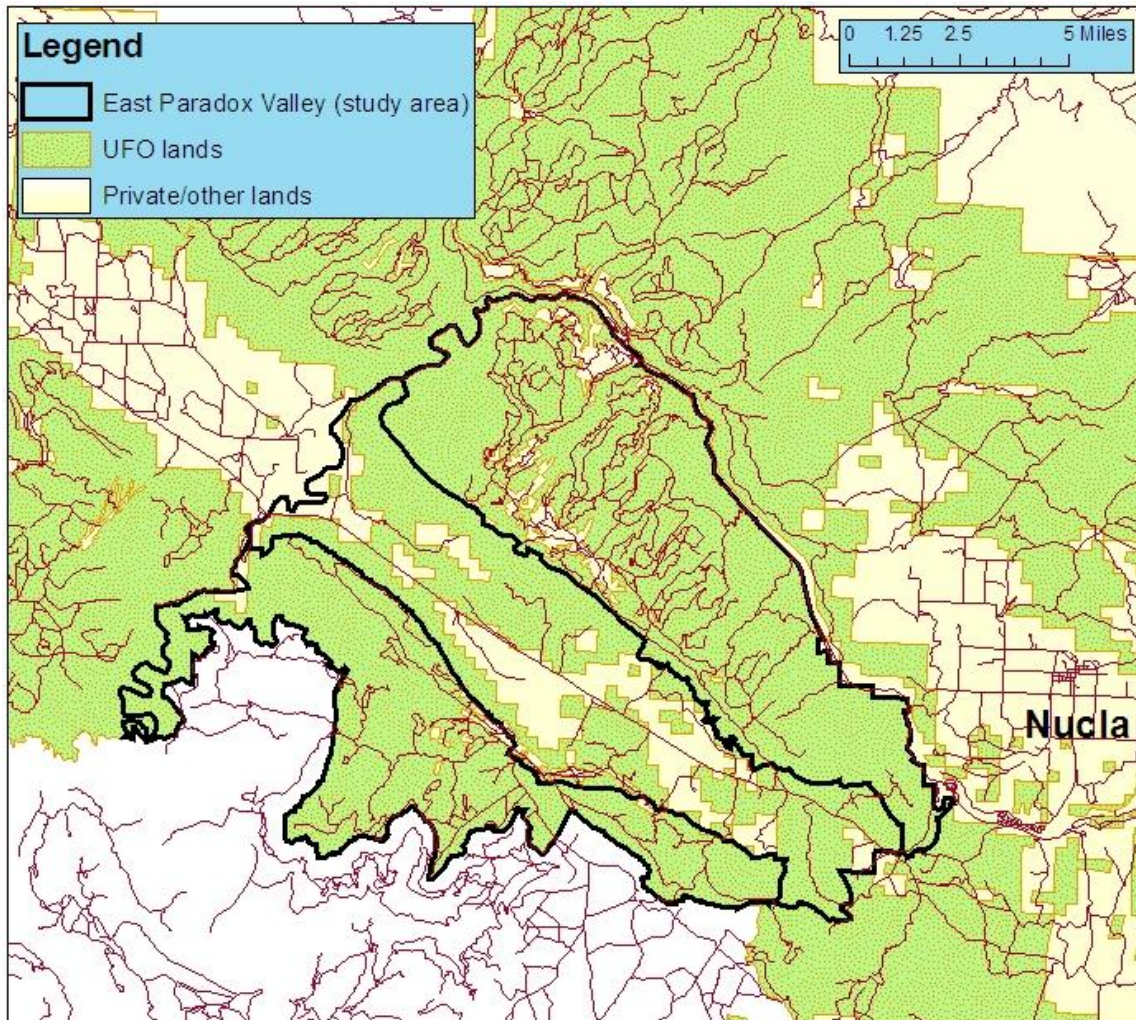 Legend
East Paradox Valley (study area)
UFO lands
Private/other lands
0 1.25 2.5 5 Miles
Nucla